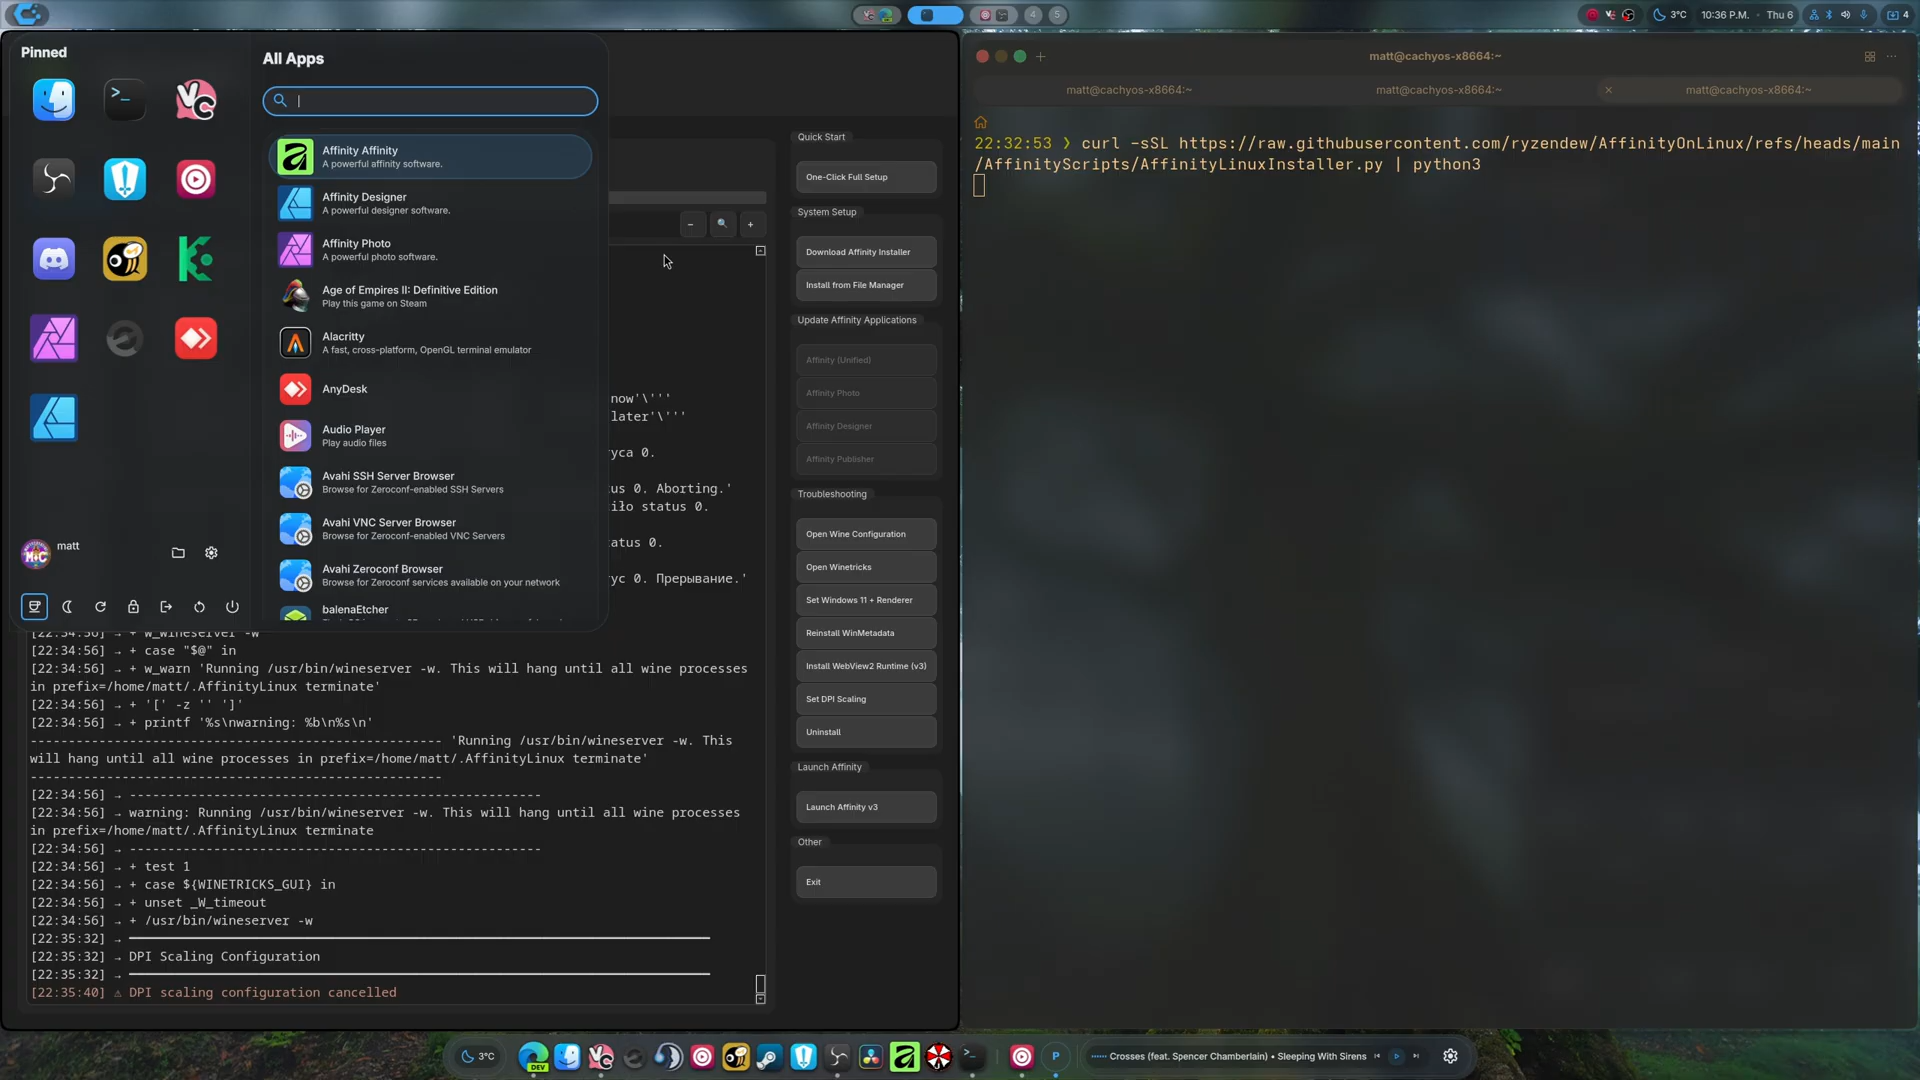 4
5
3°C
10:36 P.M.
Thu 6
4
Pinned
All Apps
Affinity Affinity
A powerful affinity software.
Affinity Designer
A powerful designer software.
Affinity Photo
A powerful photo software.
Age of Empires II: Definitive Edition
Play this game on Steam
Alacritty
A fast, cross-platform, OpenGL terminal emulator
AnyDesk
Audio Player
Play audio files
Avahi SSH Server Browser
Browse for Zeroconf-enabled SSH Servers
Avahi VNC Server Browser
Browse for Zeroconf-enabled VNC Servers
Avahi Zeroconf Browser
Browse for Zeroconf services available on your network
balenaEtcher
matt
now'\'''
later'\'''
yca 0.
us 0. Aborting.'
iło status 0.
atus 0.
yc 0. Прерывание.'
[22:34:56] → + w_wineserver -w
[22:34:56] → + case "$@" in
[22:34:56] → + w_warn 'Running /usr/bin/wineserver -w. This will hang until all wine processes
in prefix=/home/matt/.AffinityLinux terminate'
[22:34:56] → + '[' -z '' ']'
[22:34:56] → + printf '%s\nwarning: %b\n%s\n'
------------------------------------------------------ 'Running /usr/bin/wineserver -w. This
will hang until all wine processes in prefix=/home/matt/.AffinityLinux terminate'
------------------------------------------------------
[22:34:56] → ------------------------------------------------------
[22:34:56] → warning: Running /usr/bin/wineserver -w. This will hang until all wine processes
in prefix=/home/matt/.AffinityLinux terminate
[22:34:56] → ------------------------------------------------------
[22:34:56] → + test 1
[22:34:56] → + case ${WINETRICKS_GUI} in
[22:34:56] → + unset _W_timeout
[22:34:56] → + /usr/bin/wineserver -w
[22:35:32] →
[22:35:32] → DPI Scaling Configuration
[22:35:32] →
[22:35:40] ⚠ DPI scaling configuration cancelled
Quick Start
One-Click Full Setup
System Setup
Download Affinity Installer
Install from File Manager
Update Affinity Applications
Affinity (Unified)
Affinity Photo
Affinity Designer
Affinity Publisher
Troubleshooting
Open Wine Configuration
Open Winetricks
Set Windows 11 + Renderer
Reinstall WinMetadata
Install WebView2 Runtime (v3)
Set DPI Scaling
Uninstall
Launch Affinity
Launch Affinity v3
Other
Exit
matt@cachyos-x8664:~
matt@cachyos-x8664:~
matt@cachyos-x8664:~
matt@cachyos-x8664:~
22:32:53 ❯ curl -sSL https://raw.githubusercontent.com/ryzendew/AffinityOnLinux/refs/heads/main
/AffinityScripts/AffinityLinuxInstaller.py | python3
3°C
DEV
P
Crosses (feat. Spencer Chamberlain) • Sleeping With Sirens